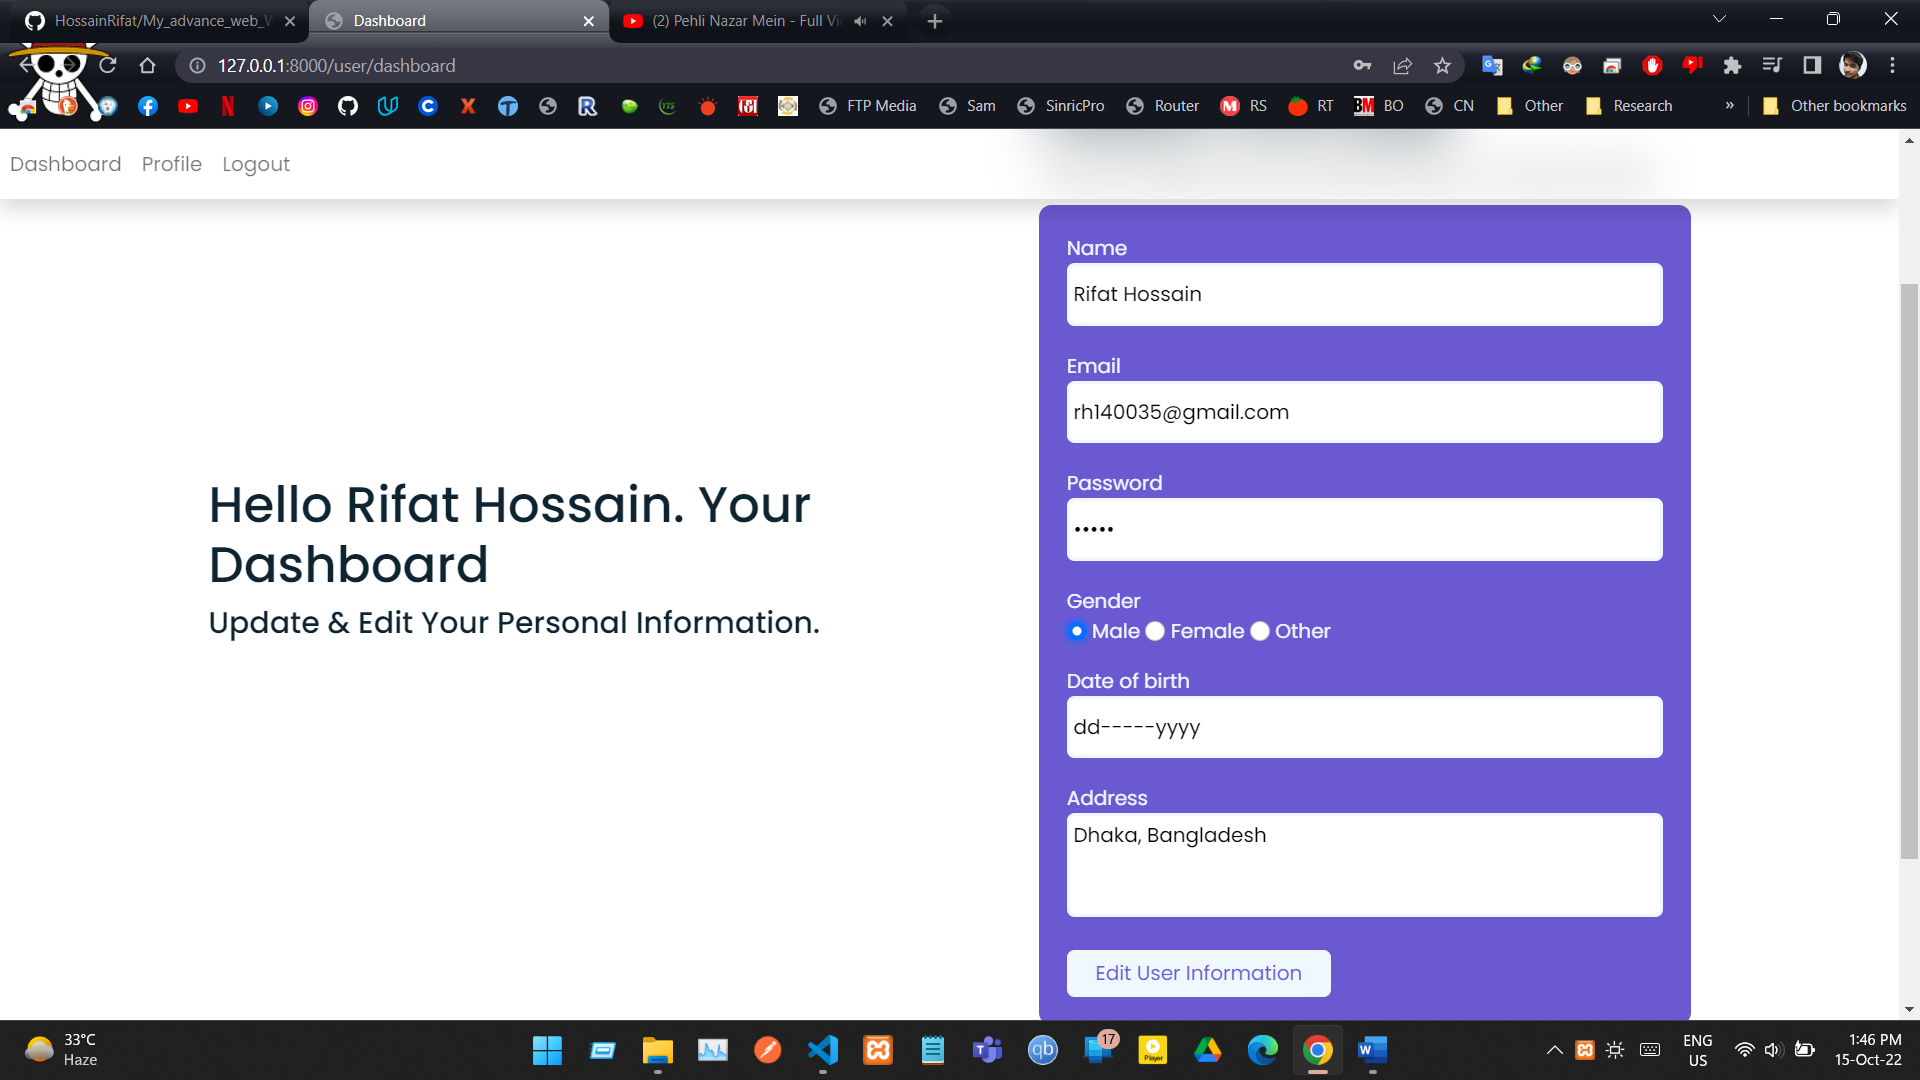 HossainRifat/My_advance_web_W
Dashboard
(2) Pehli Nazar Mein - Full Vi
127.0.0.1:8000/user/dashboard
FTP Media
Sam
SinricPro
Router
RS
RT
BM BO
CN
Other
Research
»
Other bookmarks
Dashboard Profile Logout
Hello Rifat Hossain. Your
Dashboard
Update & Edit Your Personal Information.
Name
Rifat Hossain
Email
rh140035@gmail.com
Password
•••••
Gender
Male Female Other
Date of birth
dd-----yyyy
Address
Dhaka, Bangladesh
Edit User Information
33°C
Haze
17
Player
ENG
US
1:46 PM
15-Oct-22